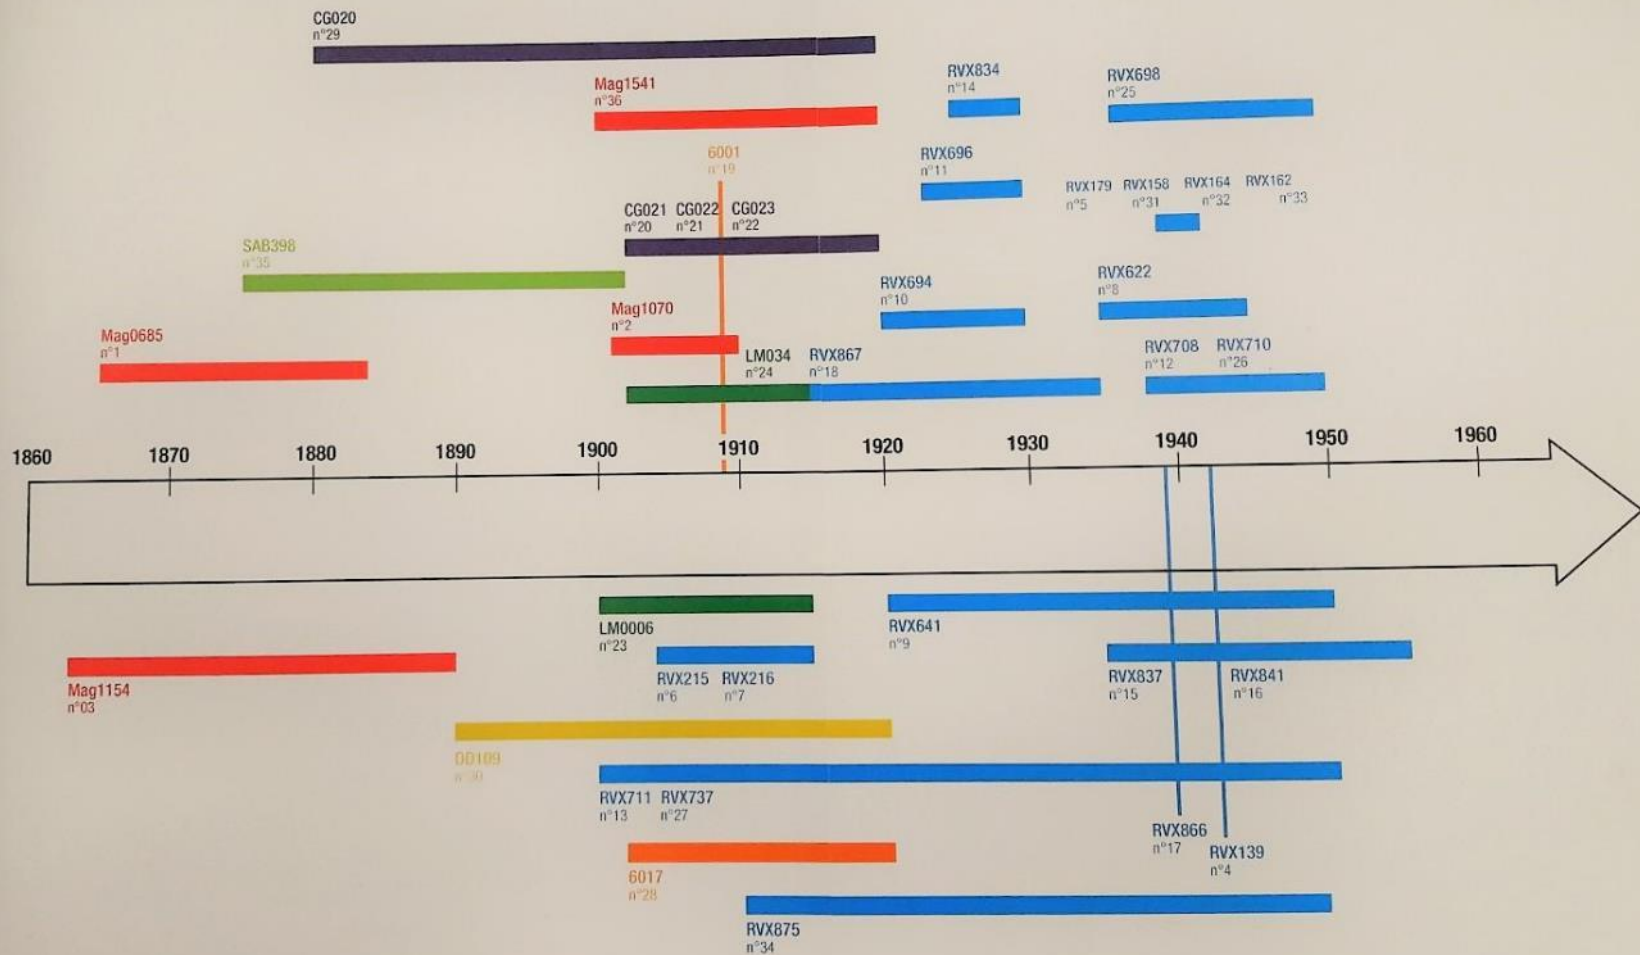 CG020
n°29
Mag1541
n°36
RVX834
n°14
RVX698
n°25
6001
n°19
RVX696
n°11
RVX179 RVX158 RVX164 RVX162
n°5 n°31 n°32 n°33
CG021 CG022 CG023
n°20 n°21 n°22
SAB398
n°35
RVX694
n°10
RVX622
n°8
Mag1070
n°2
Mag0685
n°1
LM034 RVX867
n°24 n°18
RVX708 RVX710
n°12 n°26
1860 1870 1880 1890 1900 1910 1920 1930 1940 1950 1960
LM0006
n°23
RVX641
n°9
Mag1154
n°03
RVX215 RVX216
n°6 n°7
RVX837 RVX841
n°15 n°16
DD109
n°30
RVX711 RVX737
n°13 n°27
RVX866
n°17
RVX139
n°4
6017
n°28
RVX875
n°34